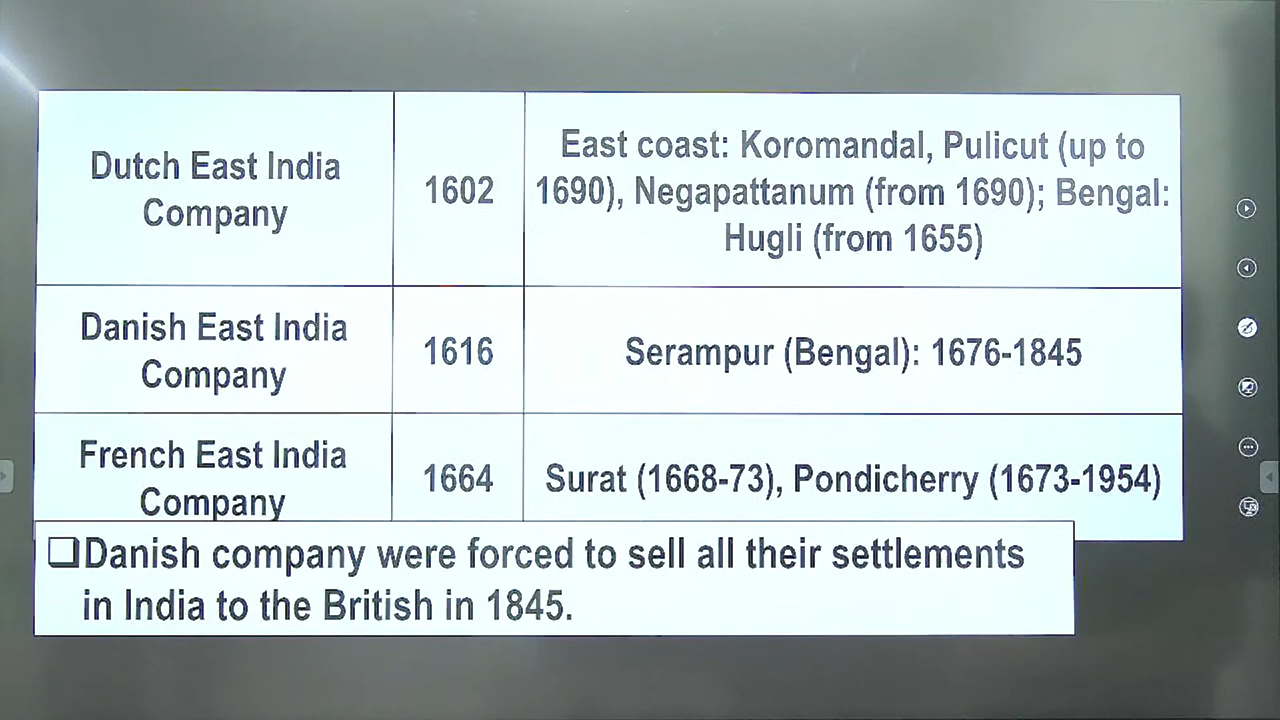 Dutch East India
Company
1602
East coast: Koromandal, Pulicut (up to
1690), Negapattanum (from 1690); Bengal:
Hugli (from 1655)
Danish East India
Company
1616
Serampur (Bengal): 1676-1845
French East India
Company
1664
Surat (1668-73), Pondicherry (1673-1954)
❑Danish company were forced to sell all their settlements
in India to the British in 1845.